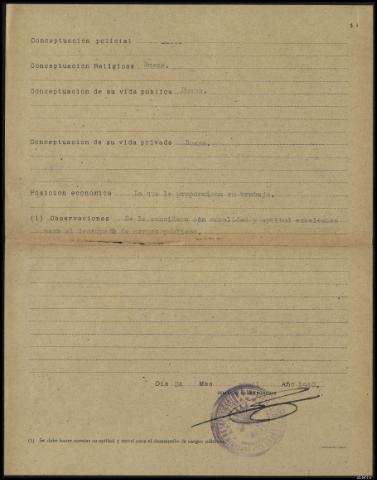 Conceptuación policial
Conceptuación Religiosa Buena.
Conceptuación de su vida pública Buena.
Conceptuación de su vida privada Buena.
Posición económica Lo que le proporciona su trabajo.
(1) Observaciones Se le considera con moralidad y aptitud
para el desempeño de cargos públicos.
Día 24 Mes Año 1940
(1) Se debe hacer constar su aptitud y moral para el desempeño de cargos públicos.